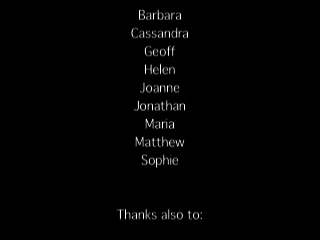 Barbara
Cassandra
Geoff
Helen
Joanne
Jonathan
Maria
Matthew
Sophie
Thanks also to: